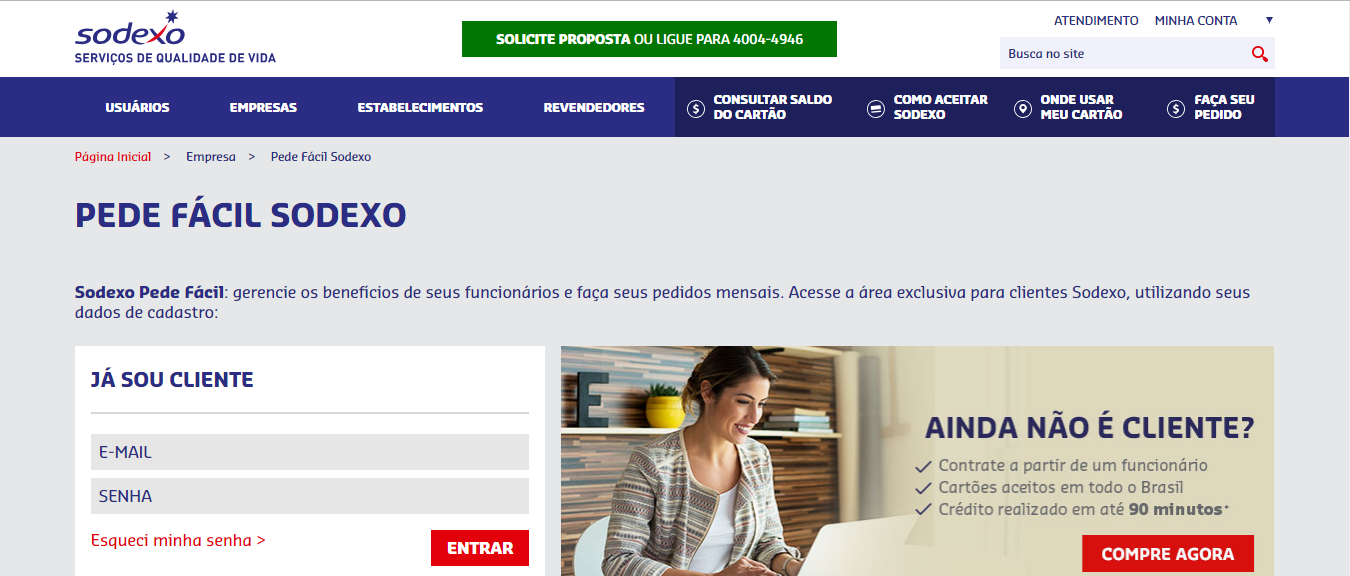 sodexo
SERVIÇOS DE QUALIDADE DE VIDA
SOLICITE PROPOSTA OU LIGUE PARA 4004-4946
ATENDIMENTO MINHA CONTA ▼
Busca no site
USUÁRIOS EMPRESAS ESTABELECIMENTOS REVENDEDORES
$ CONSULTAR SALDO
DO CARTÃO
COMO ACEITAR
SODEXO
ONDE USAR
MEU CARTÃO
$ FAÇA SEU
PEDIDO
Página Inicial > Empresa > Pede Fácil Sodexo
PEDE FÁCIL SODEXO
Sodexo Pede Fácil: gerencie os benefícios de seus funcionários e faça seus pedidos mensais. Acesse a área exclusiva para clientes Sodexo, utilizando seus
dados de cadastro:
JÁ SOU CLIENTE
E-MAIL
SENHA
Esqueci minha senha >
ENTRAR
E
AINDA NÃO É CLIENTE?
Contrate a partir de um funcionário
Cartões aceitos em todo o Brasil
Crédito realizado em até 90 minutos*
COMPRE AGORA